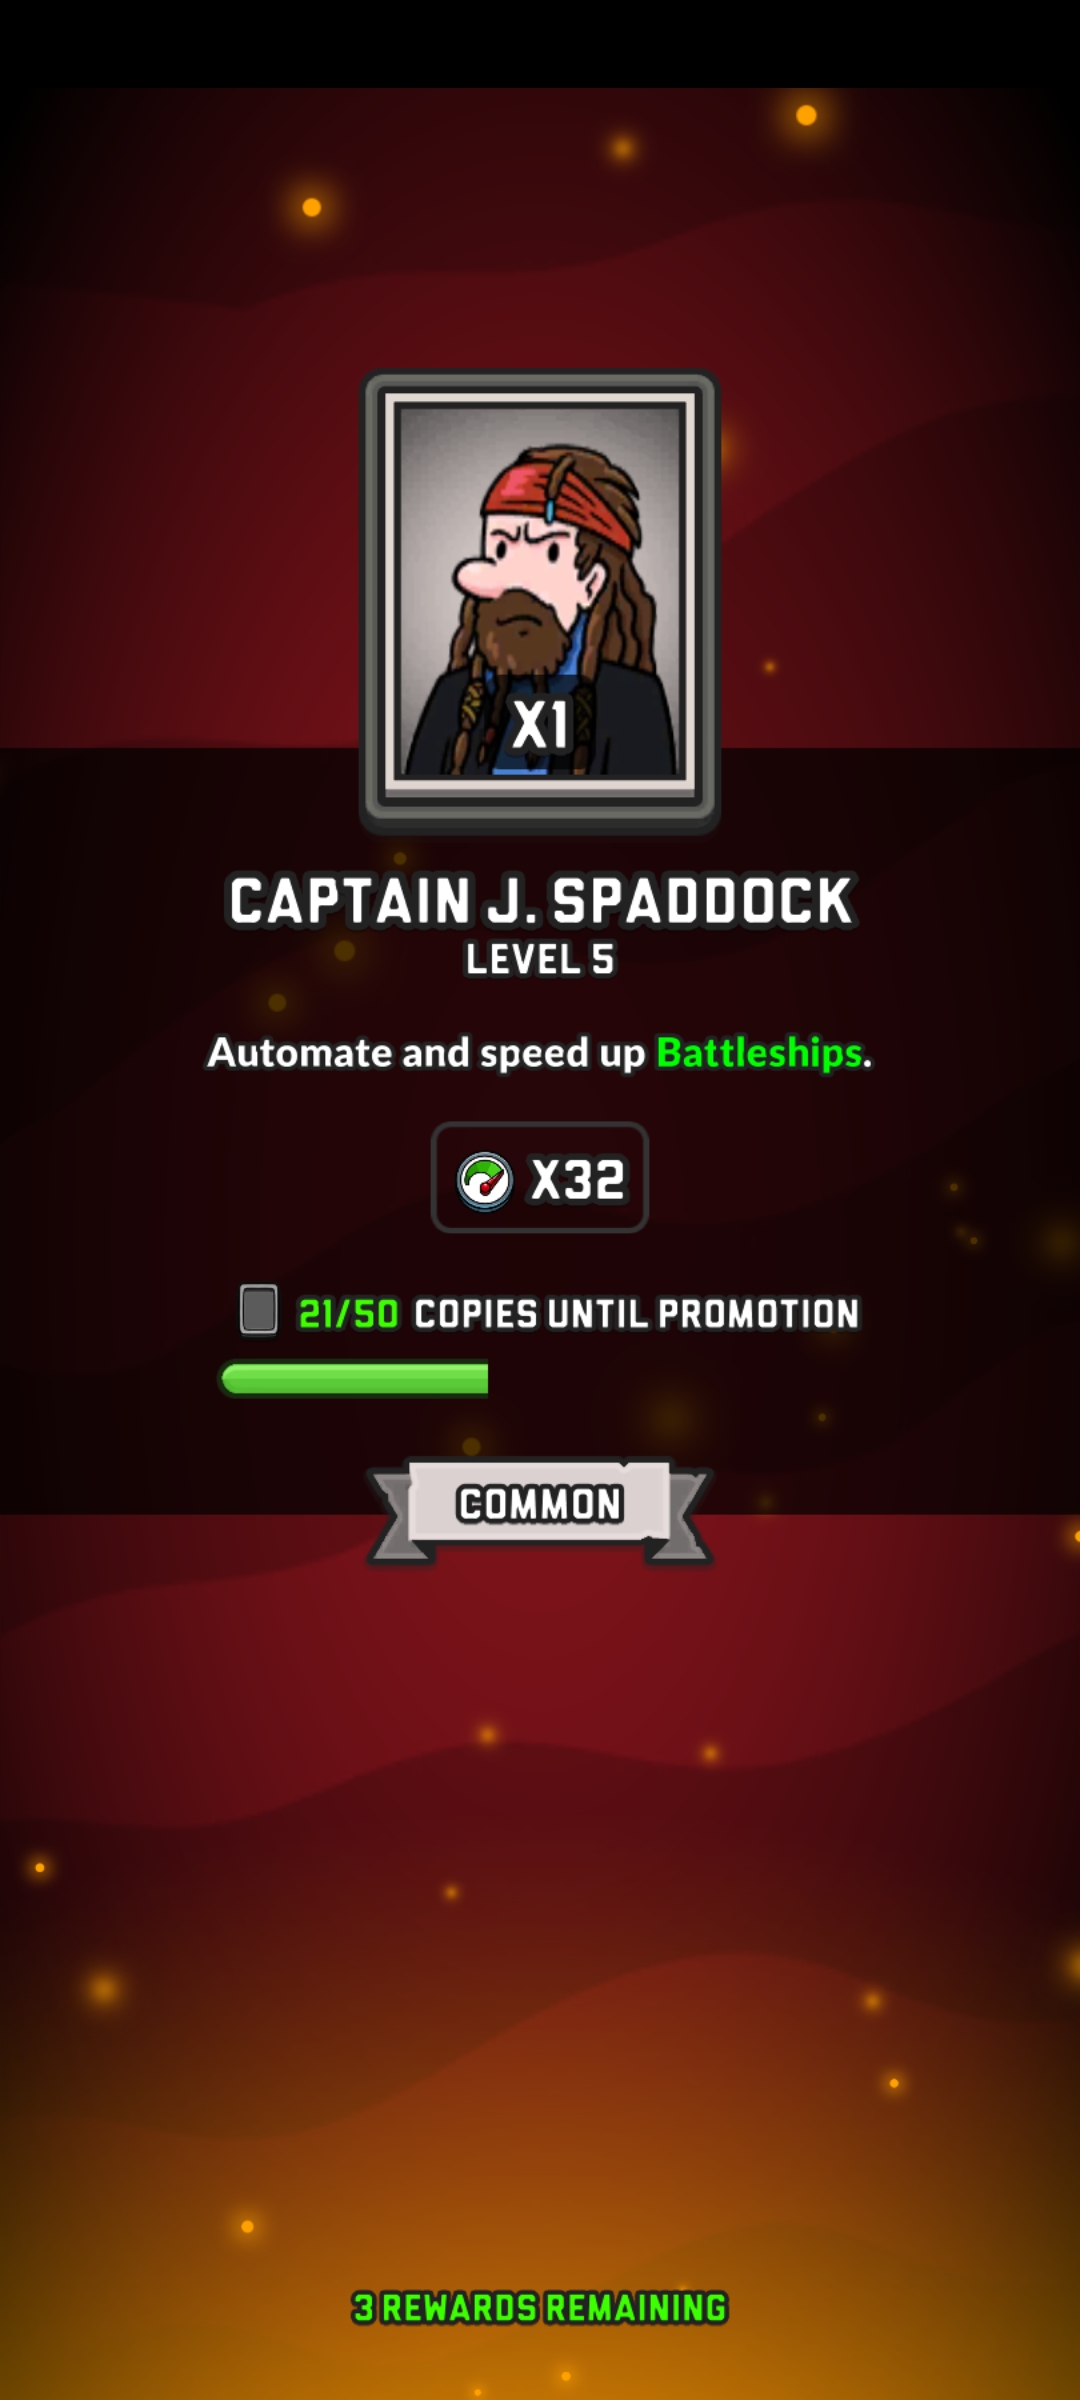 X1
CAPTAIN J. SPADDOCK
LEVEL 5
Automate and speed up Battleships.
X32
21/50 COPIES UNTIL PROMOTION
COMMON
3 REWARDS REMAINING